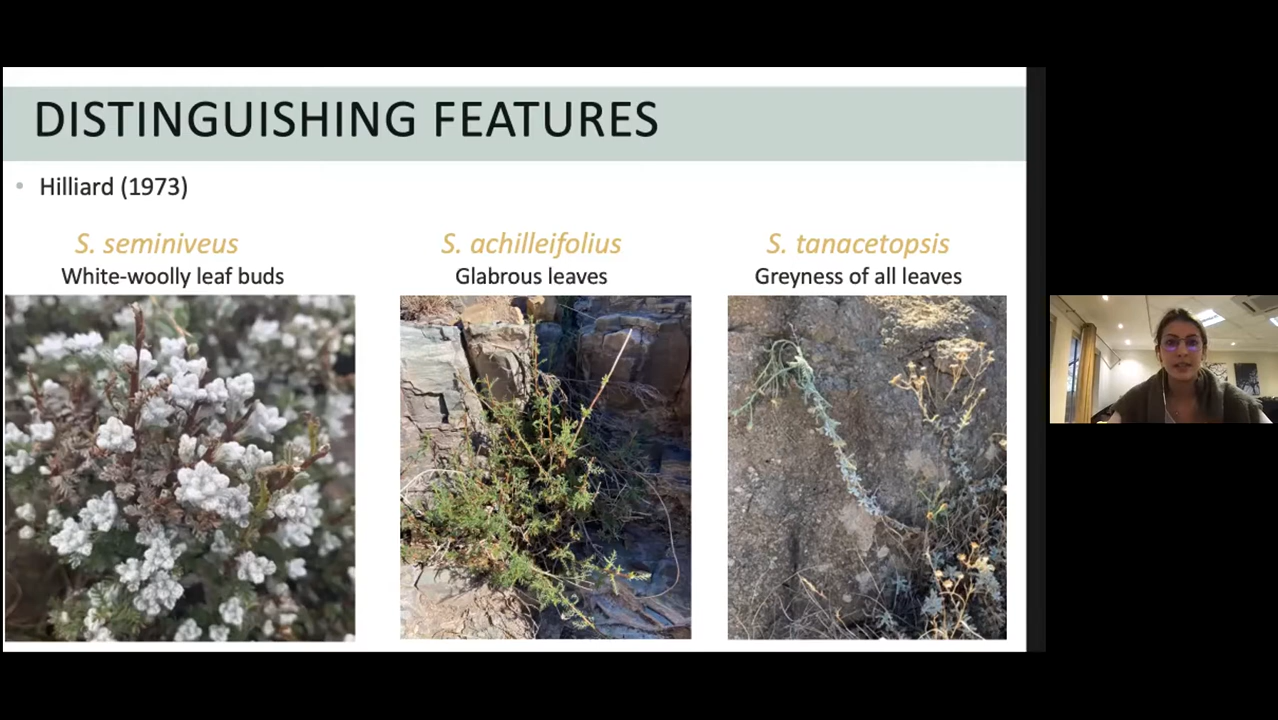 DISTINGUISHING FEATURES
• Hilliard (1973)
S. seminiveus
White-woolly leaf buds
S. achilleifolius
Glabrous leaves
S. tanacetopsis
Greyness of all leaves